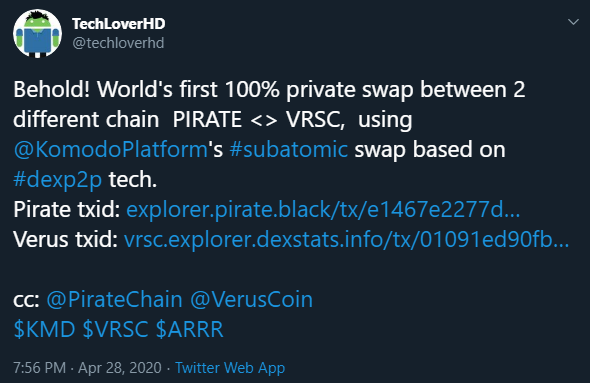 TechLoverHD
@techloverhd
Behold! World's first 100% private swap between 2
different chain PIRATE <> VRSC, using
@KomodoPlatform's #subatomic swap based on
#dexp2p tech.
Pirate txid: explorer.pirate.black/tx/e1467e2277d...
Verus txid: vrsc.explorer.dexstats.info/tx/01091ed90fb...
cc: @PirateChain @VerusCoin
$KMD $VRSC $ARRR
7:56 PM · Apr 28, 2020 · Twitter Web App